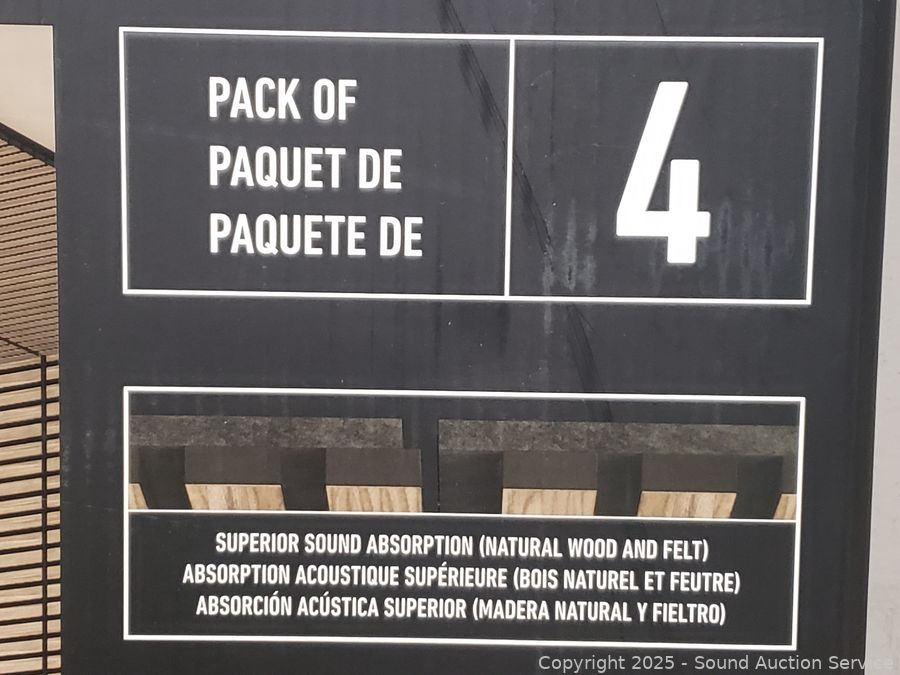 PACK OF
PAQUET DE
PAQUETE DE
4
SUPERIOR SOUND ABSORPTION (NATURAL WOOD AND FELT)
ABSORPTION ACOUSTIQUE SUPÉRIEURE (BOIS NATUREL ET FEUTRE)
ABSORCIÓN ACÚSTICA SUPERIOR (MADERA NATURAL Y FIELTRO)
Copyright 2025 - Sound Auction Service